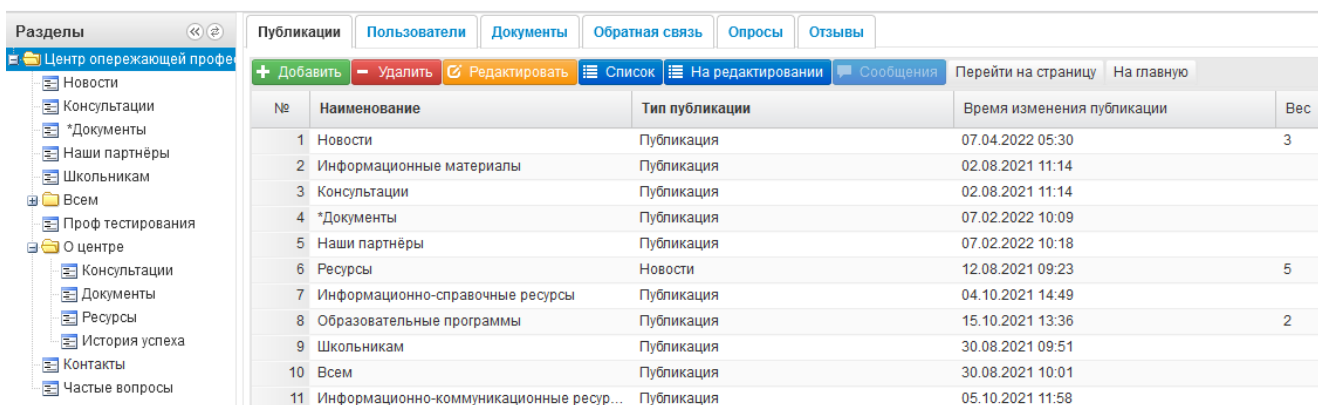 Разделы
Центр опережающей профе
Новости
Консультации
*Документы
Наши партнёры
Школьникам
Всем
Проф тестирования
О центре
Консультации
Документы
Ресурсы
История успеха
Контакты
Частые вопросы
Публикации Пользователи Документы Обратная связь Опросы Отзывы
Добавить Удалить Редактировать Список На редактировании Сообщения Перейти на страницу На главную
№ Наименование Тип публикации Время изменения публикации Вес
1 Новости Публикация 07.04.2022 05:30 3
2 Информационные материалы Публикация 02.08.2021 11:14
3 Консультации Публикация 02.08.2021 11:14
4 *Документы Публикация 07.02.2022 10:09
5 Наши партнёры Публикация 07.02.2022 10:18
6 Ресурсы Новости 12.08.2021 09:23 5
7 Информационно-справочные ресурсы Публикация 04.10.2021 14:49
8 Образовательные программы Публикация 15.10.2021 13:36 2
9 Школьникам Публикация 30.08.2021 09:51
10 Всем Публикация 30.08.2021 10:01
11 Информационно-коммуникационные ресур... Публикация 05.10.2021 11:58